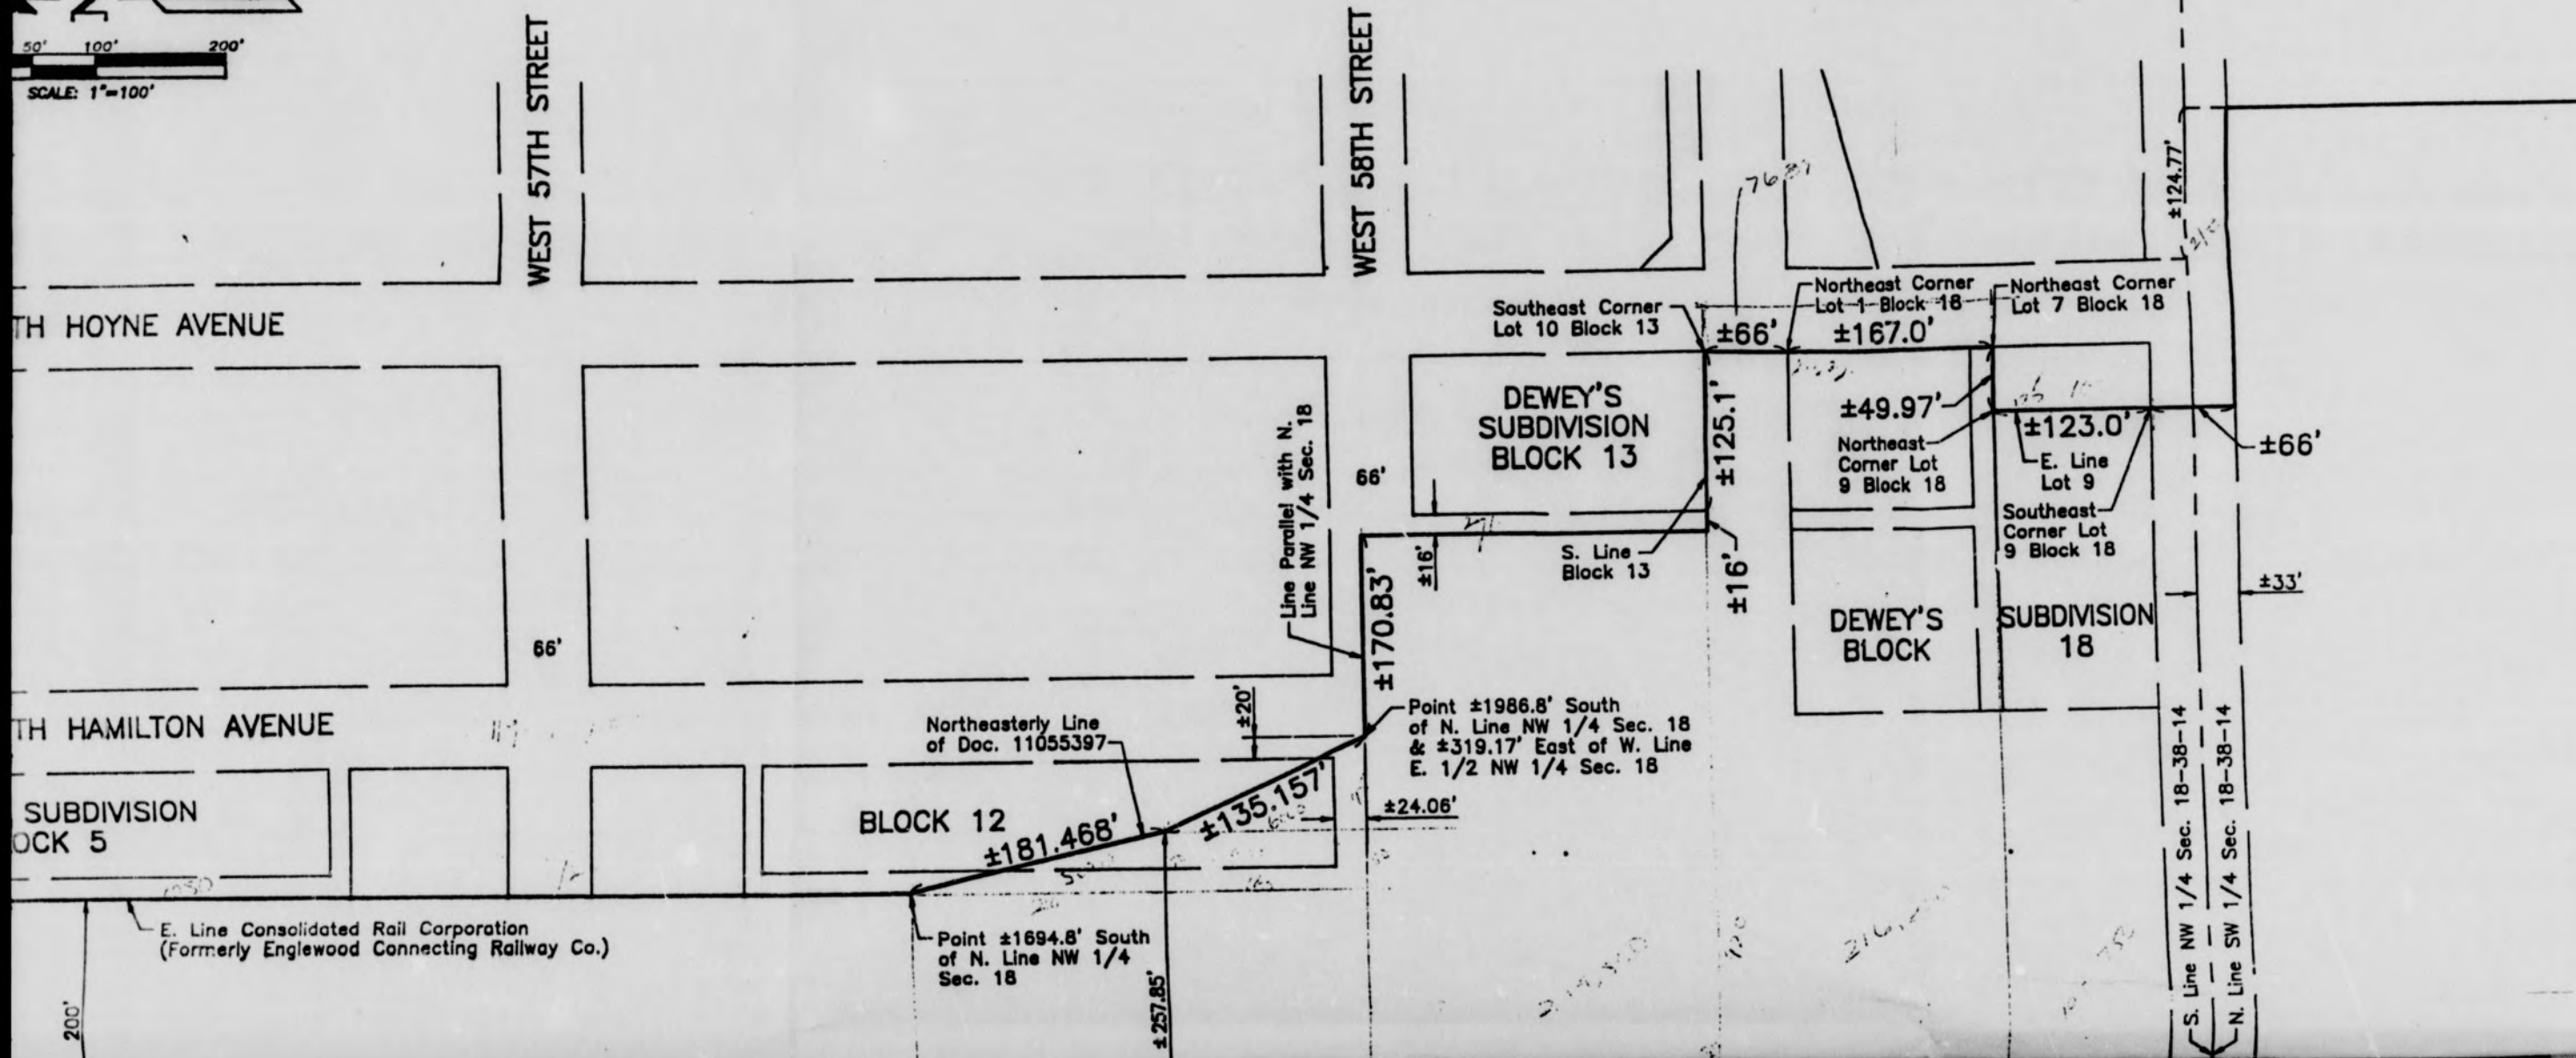 50' 100' 200'
SCALE: 1"=100'
WEST 57TH STREET
WEST 58TH STREET
TH HOYNE AVENUE
7687
±124.77'
Southeast Corner
Lot 10 Block 13
±66'
Northeast Corner
Lot 1 Block 18
±167.0'
Northeast Corner
Lot 7 Block 18
DEWEY'S
SUBDIVISION
BLOCK 13
±125.1'
±49.97'
Northeast
Corner Lot
9 Block 18
±123.0'
E. Line
Lot 9
±66'
Southeast
Corner Lot
9 Block 18
Line Parallel with N.
Line NW 1/4 Sec. 18
66'
±16'
S. Line
Block 13
±16'
±170.83'
±33'
DEWEY'S
BLOCK
SUBDIVISION
18
66'
TH HAMILTON AVENUE
Northeasterly Line
of Doc. 11055397
±20'
Point ±1986.8' South
of N. Line NW 1/4 Sec. 18
& ±319.17' East of W. Line
E. 1/2 NW 1/4 Sec. 18
SUBDIVISION
OCK 5
BLOCK 12
±181.468'
±135.157'
±24.06'
E. Line Consolidated Rail Corporation
(Formerly Englewood Connecting Railway Co.)
Point ±1694.8' South
of N. Line NW 1/4
Sec. 18
200'
±257.85'
S. Line NW 1/4 Sec. 18-38-14
N. Line SW 1/4 Sec. 18-38-14